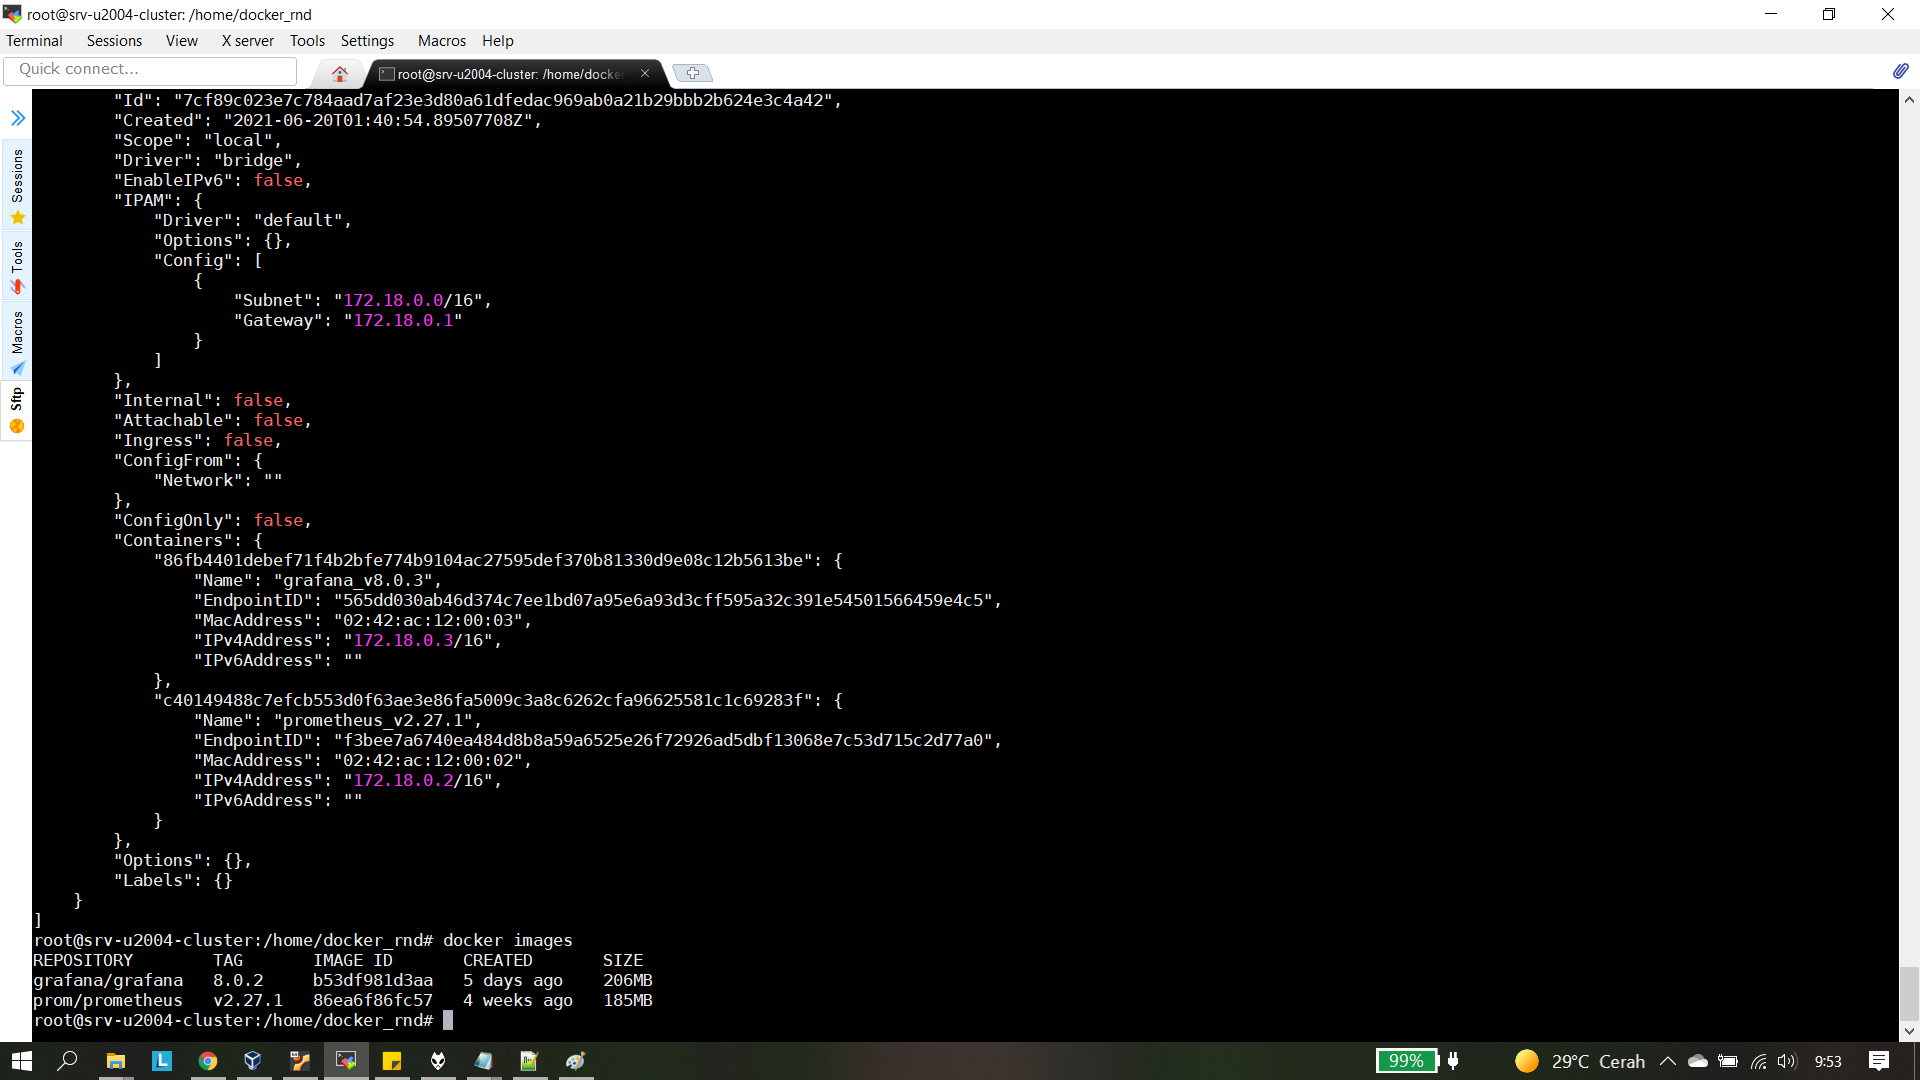 root@srv-u2004-cluster: /home/docker_rnd
Terminal Sessions View X server Tools Settings Macros Help
Quick connect...
root@srv-u2004-cluster: /home/docke
Sessions
Tools
Macros
Sftp
"Id": "7cf89c023e7c784aad7af23e3d80a61dfedac969ab0a21b29bbb2b624e3c4a42",
"Created": "2021-06-20T01:40:54.89507708Z",
"Scope": "local",
"Driver": "bridge",
"EnableIPv6": false,
"IPAM": {
"Driver": "default",
"Options": {},
"Config": [
{
"Subnet": "172.18.0.0/16",
"Gateway": "172.18.0.1"
}
]
},
"Internal": false,
"Attachable": false,
"Ingress": false,
"ConfigFrom": {
"Network": ""
},
"ConfigOnly": false,
"Containers": {
"86fb4401debef71f4b2bfe774b9104ac27595def370b81330d9e08c12b5613be": {
"Name": "grafana_v8.0.3",
"EndpointID": "565dd030ab46d374c7ee1bd07a95e6a93d3cff595a32c391e54501566459e4c5",
"MacAddress": "02:42:ac:12:00:03",
"IPv4Address": "172.18.0.3/16",
"IPv6Address": ""
},
"c40149488c7efcb553d0f63ae3e86fa5009c3a8c6262cfa96625581c1c69283f": {
"Name": "prometheus_v2.27.1",
"EndpointID": "f3bee7a6740ea484d8b8a59a6525e26f72926ad5dbf13068e7c53d715c2d77a0",
"MacAddress": "02:42:ac:12:00:02",
"IPv4Address": "172.18.0.2/16",
"IPv6Address": ""
}
},
"Options": {},
"Labels": {}
}
]
root@srv-u2004-cluster:/home/docker_rnd# docker images
REPOSITORY TAG IMAGE ID CREATED SIZE
grafana/grafana 8.0.2 b53df981d3aa 5 days ago 206MB
prom/prometheus v2.27.1 86ea6f86fc57 4 weeks ago 185MB
root@srv-u2004-cluster:/home/docker_rnd#
99% 29°C Cerah 9:53